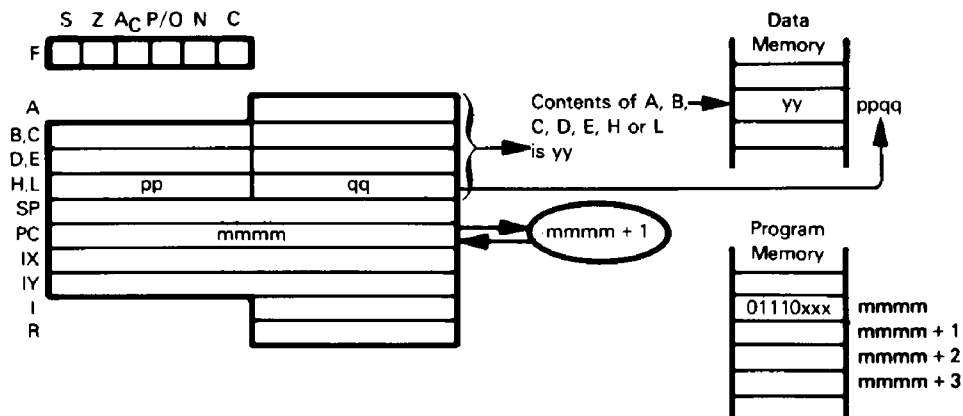 S Z AC P/O N C
F
A
B,C
D,E
H,L
SP
PC
IX
IY
I
R
pp qq
mmmm
mmmm + 1
Contents of A, B,
C, D, E, H or L
is yy
Data
Memory
yy
ppqq
Program
Memory
01110xxx
mmmm
mmmm + 1
mmmm + 2
mmmm + 3